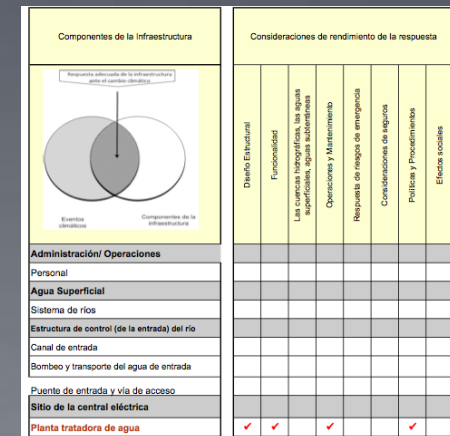 Componentes de la Infraestructura
Consideraciones de rendimiento de la respuesta
Respuesta adecuada de la infraestructura
ante el cambio climático
Eventos
climáticos
Componentes de la
infraestructura
Diseño Estructural
Funcionalidad
Las cuencas hidrográficas, las aguas
superficiales, aguas subterráneas
Operaciones y Mantenimiento
Respuesta de riesgos de emergencia
Consideraciones de seguros
Políticas y Procedimientos
Efectos sociales
Administración/ Operaciones
Personal
Agua Superficial
Sistema de ríos
Estructura de control (de la entrada) del río
Canal de entrada
Bombeo y transporte del agua de entrada
Puente de entrada y vía de acceso
Sitio de la central eléctrica
Planta tratadora de agua